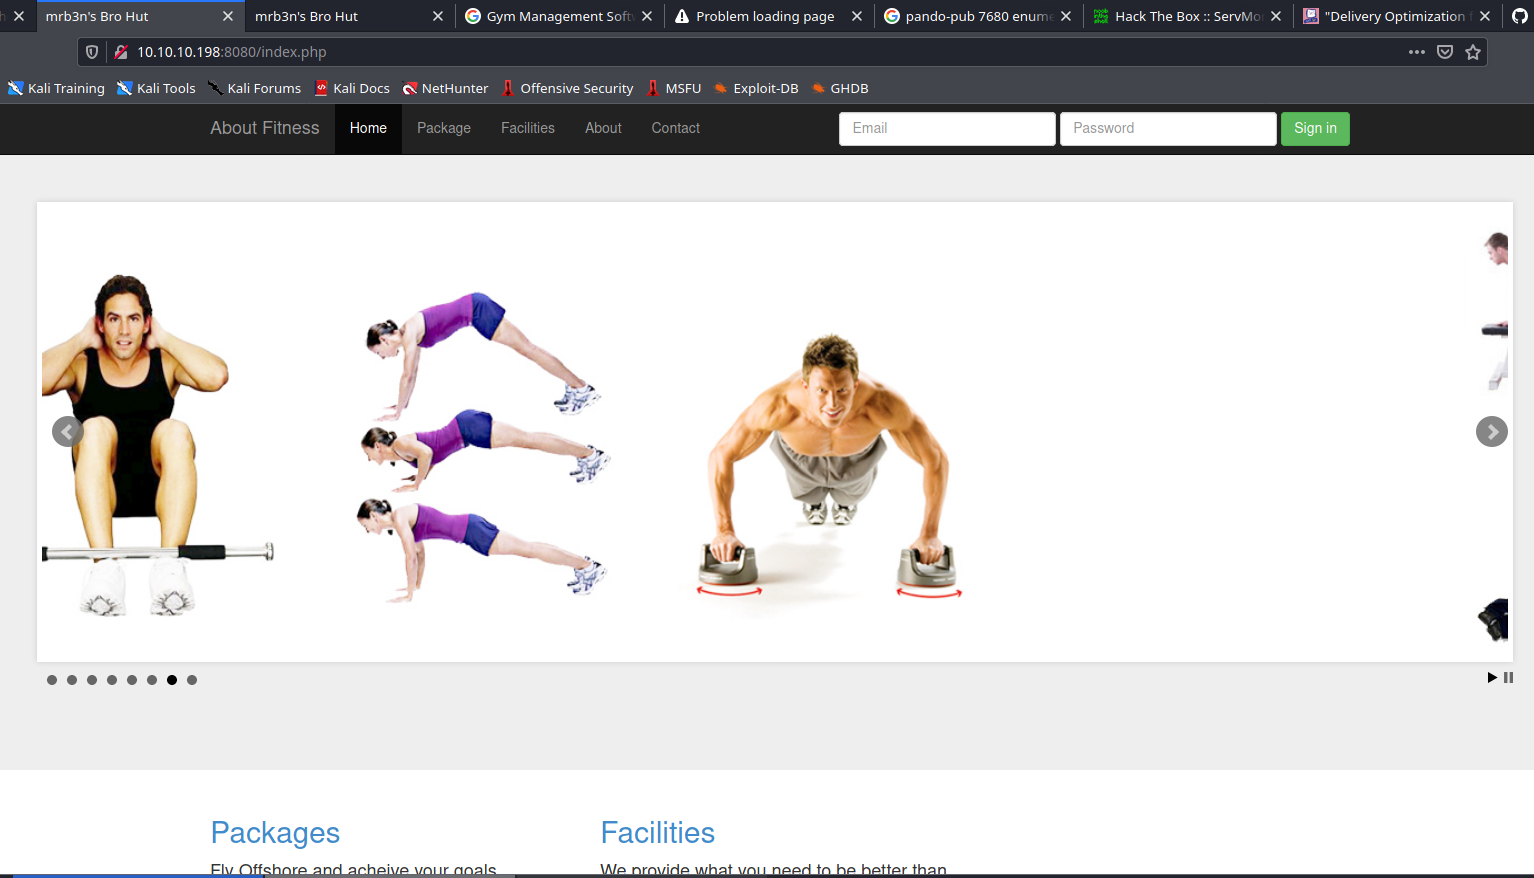 mrb3n's Bro Hut
mrb3n's Bro Hut
Gym Management Soft
Problem loading page
pando-pub 7680 enume
Hack The Box :: ServMo
"Delivery Optimization f
10.10.10.198:8080/index.php
Kali Training Kali Tools Kali Forums Kali Docs NetHunter Offensive Security MSFU Exploit-DB GHDB
About Fitness Home Package Facilities About Contact Email Password Sign in
Packages
Fly Offshore and acheive your goals
Facilities
We provide what you need to be better than